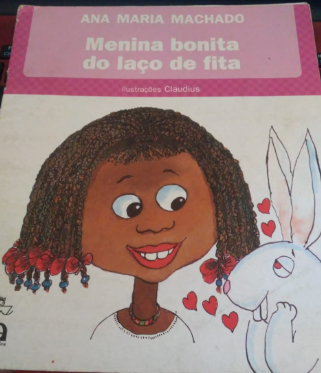 ANA MARIA MACHADO
Menina bonita
do laço de fita
ilustrações Claudius